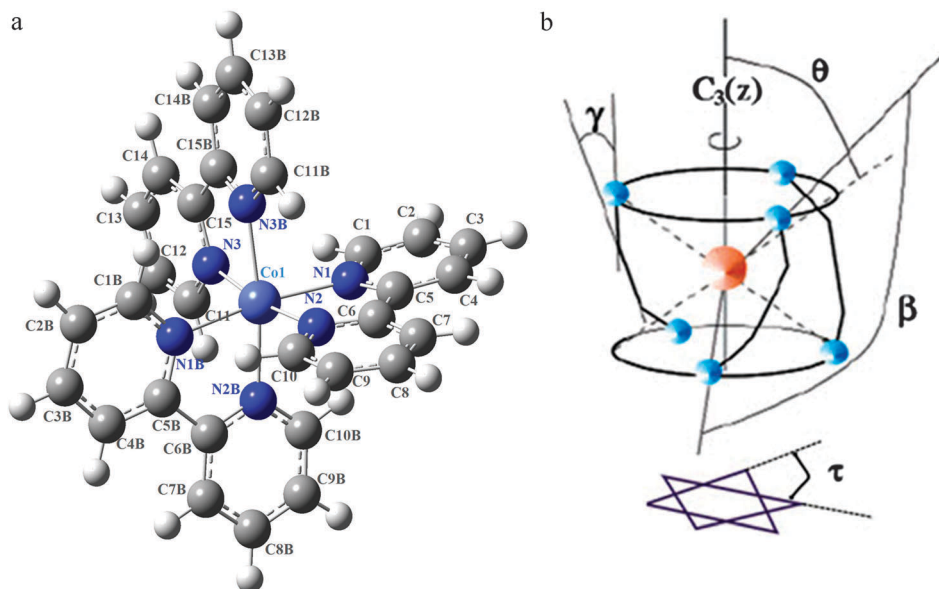 a
b
C13B
C14B
C12B
C14
C15B
C11B
C13
C15
N3B
C1
C2
C3
C12
N3
Co1
N1
C1B
N2
C5
C4
C2B
C11
C6
C7
N1B
C10
C9
C8
C3B
N2B
C5B
C4B
C6B
C10B
C7B
C9B
C8B
C₃(z)
θ
γ
β
τ